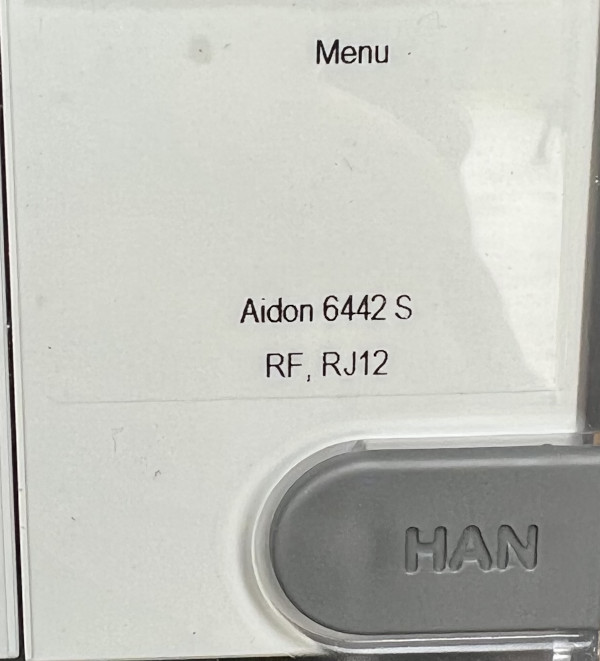 Menu
Aidon 6442 S
RF, RJ12
HAN